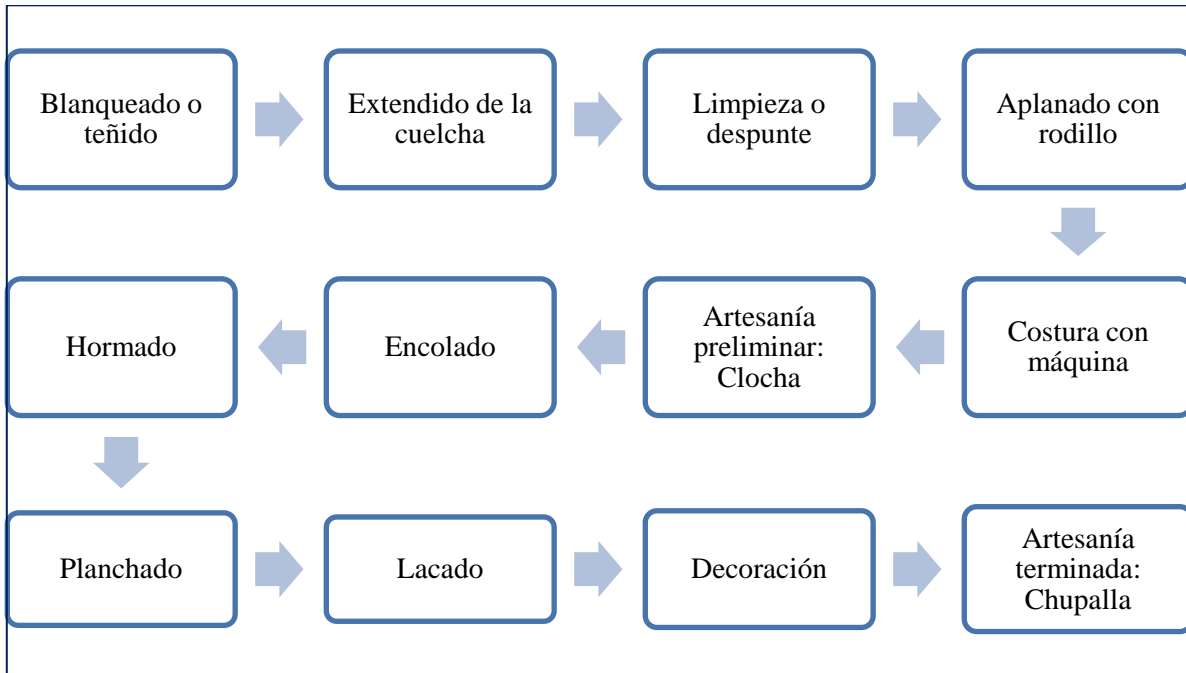 Blanqueado o
teñido
Extendido de la
cuelcha
Limpieza o
despunte
Aplanado con
rodillo
Costura con
máquina
Artesanía
preliminar:
Clocha
Encolado
Hormado
Planchado
Lacado
Decoración
Artesanía
terminada:
Chupalla